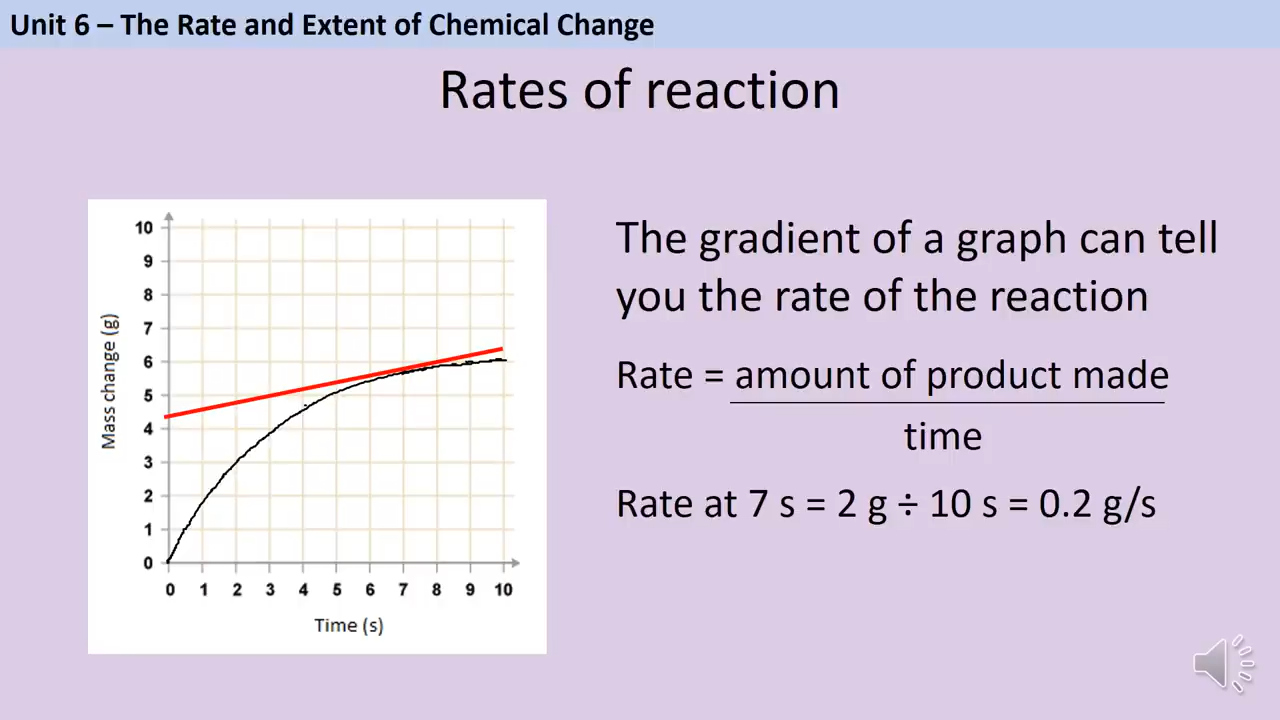 Unit 6 – The Rate and Extent of Chemical Change
Rates of reaction
10
9
8
7
6
5
4
3
2
1
0
Mass change (g)
0 1 2 3 4 5 6 7 8 9 10
Time (s)
The gradient of a graph can tell
you the rate of the reaction
Rate = amount of product made
time
Rate at 7 s = 2 g ÷ 10 s = 0.2 g/s